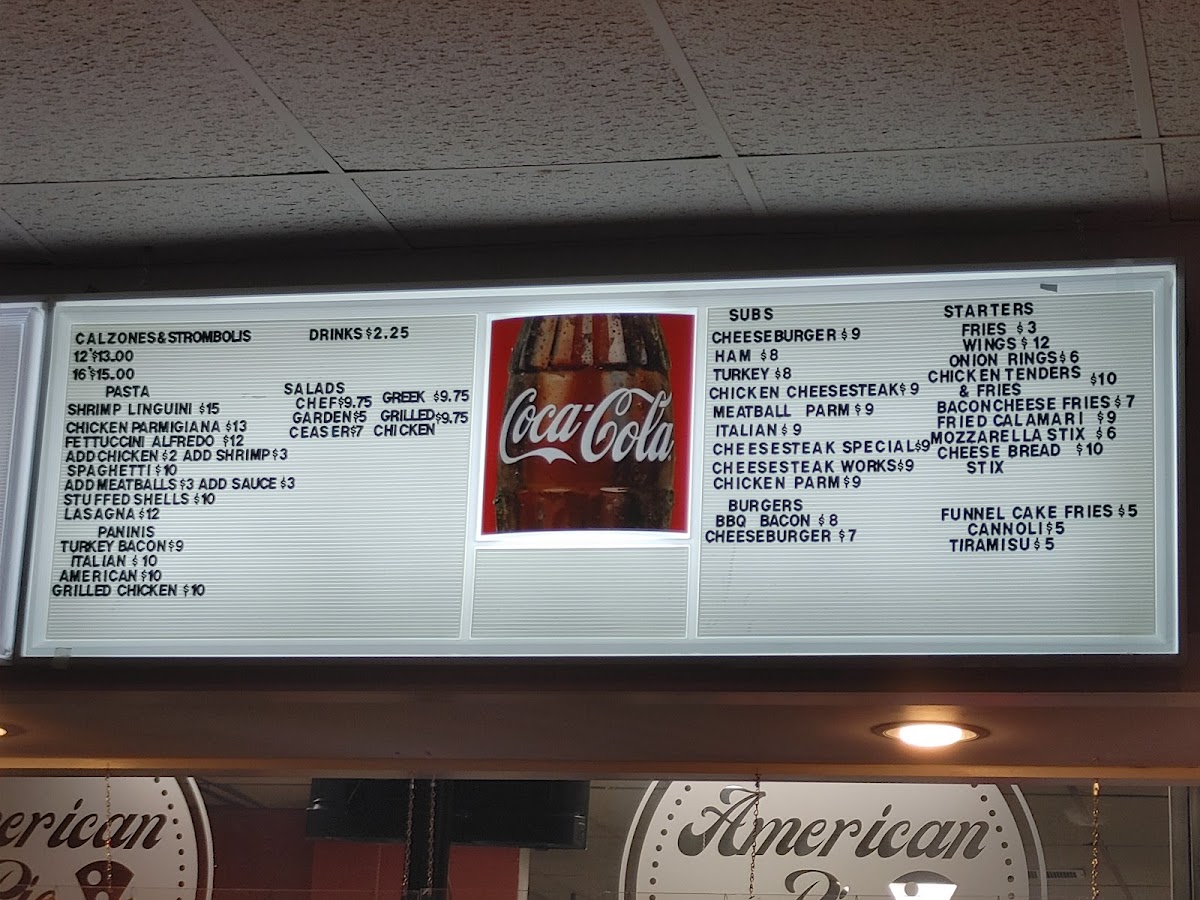 CALZONES & STROMBOLIS
12" $13.00
16" $15.00
DRINKS $2.25
PASTA
SHRIMP LINGUINI $15
CHICKEN PARMIGIANA $13
FETTUCCINI ALFREDO $12
ADD CHICKEN $2 ADD SHRIMP $3
SPAGHETTI $10
ADD MEATBALLS $3 ADD SAUCE $3
STUFFED SHELLS $10
LASAGNA $12
PANINIS
TURKEY BACON $9
ITALIAN $10
AMERICAN $10
GRILLED CHICKEN $10
SALADS
CHEF $9.75 GREEK $9.75
GARDEN $5 GRILLED $9.75
CEASER $7 CHICKEN
Coca-Cola
SUBS
CHEESEBURGER $9
HAM $8
TURKEY $8
CHICKEN CHEESESTEAK $9
MEATBALL PARM $9
ITALIAN $9
CHEESESTEAK SPECIAL $9
CHEESESTEAK WORKS $9
CHICKEN PARM $9
BURGERS
BBQ BACON $8
CHEESEBURGER $7
STARTERS
FRIES $3
WINGS $12
ONION RINGS $6
CHICKEN TENDERS $10
& FRIES
BACON CHEESE FRIES $7
FRIED CALAMARI $9
MOZZARELLA STIX $6
CHEESE BREAD $10
STIX
FUNNEL CAKE FRIES $5
CANNOLI $5
TIRAMISU $5
erican
Pie
American
Pi